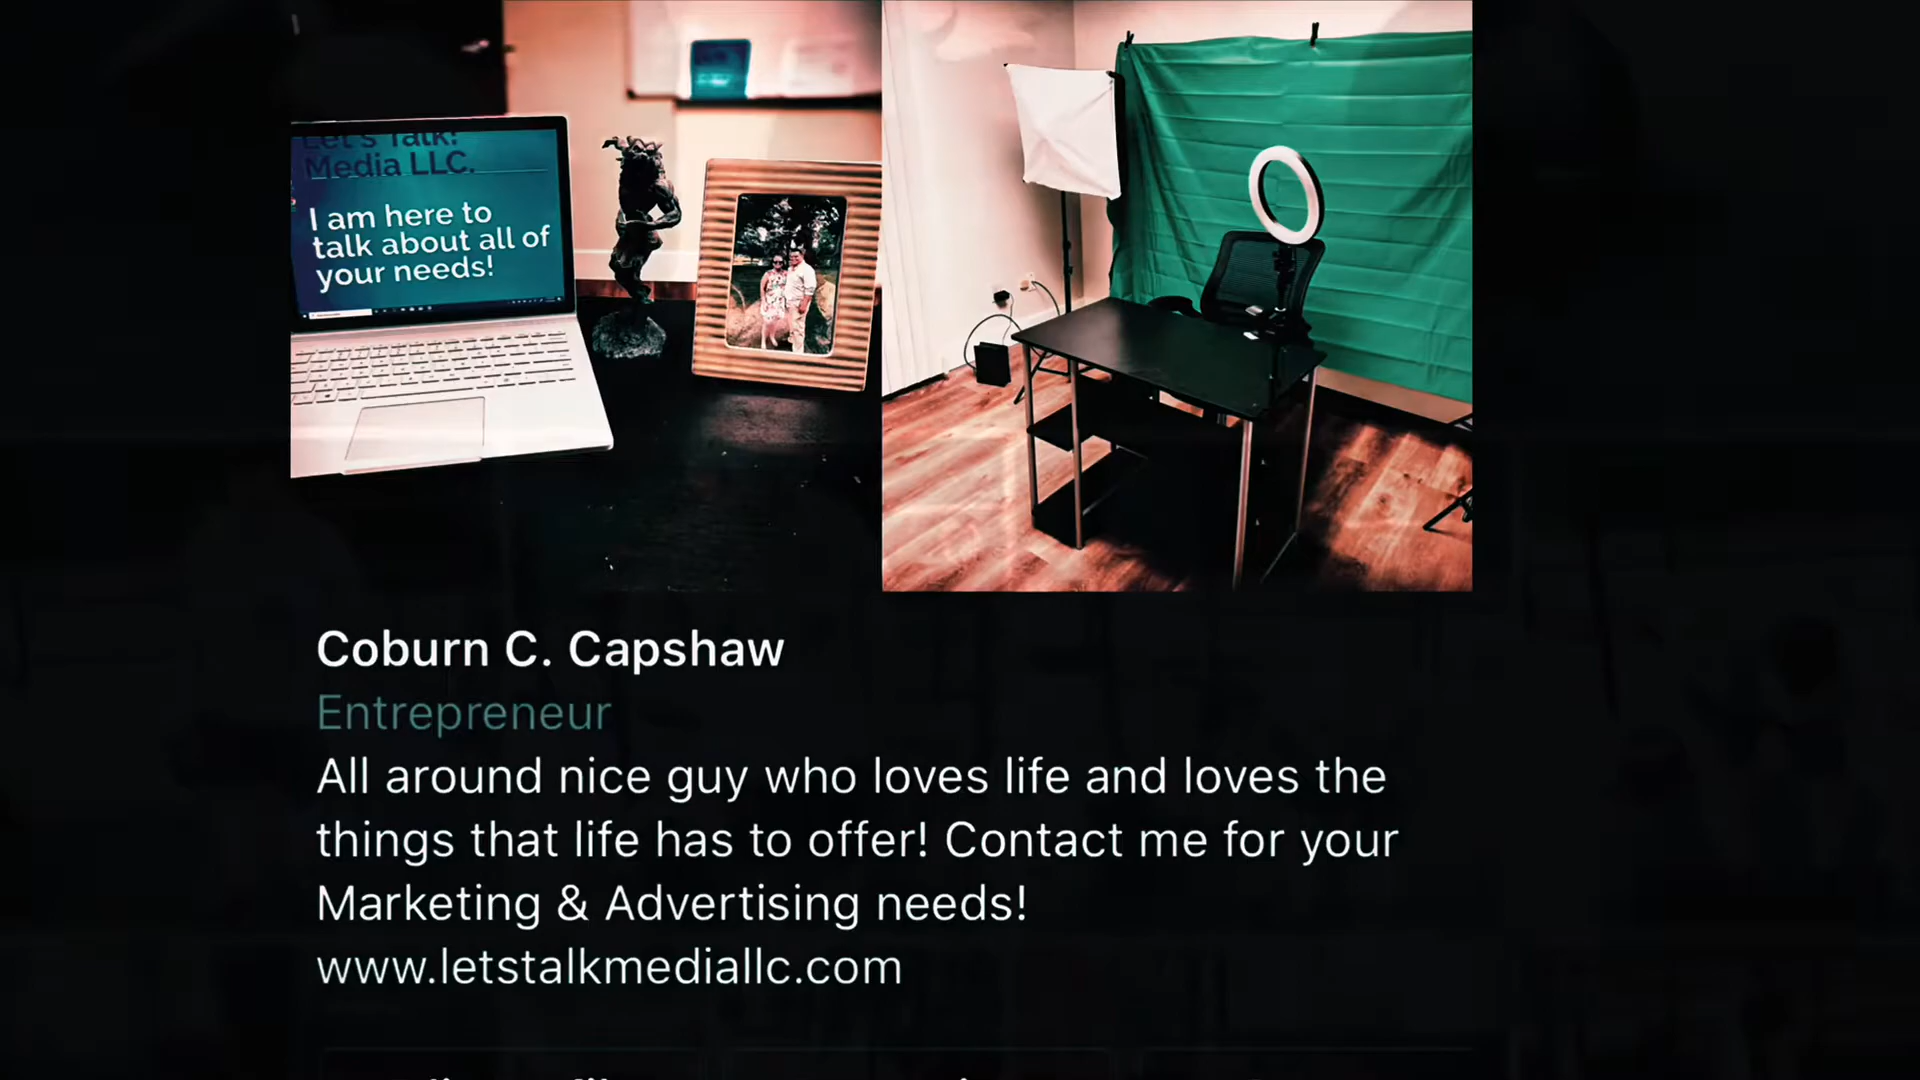 Let's Talk!
Media LLC.
I am here to
talk about all of
your needs!
Coburn C. Capshaw
Entrepreneur
All around nice guy who loves life and loves the
things that life has to offer! Contact me for your
Marketing & Advertising needs!
www.letstalkmediallc.com